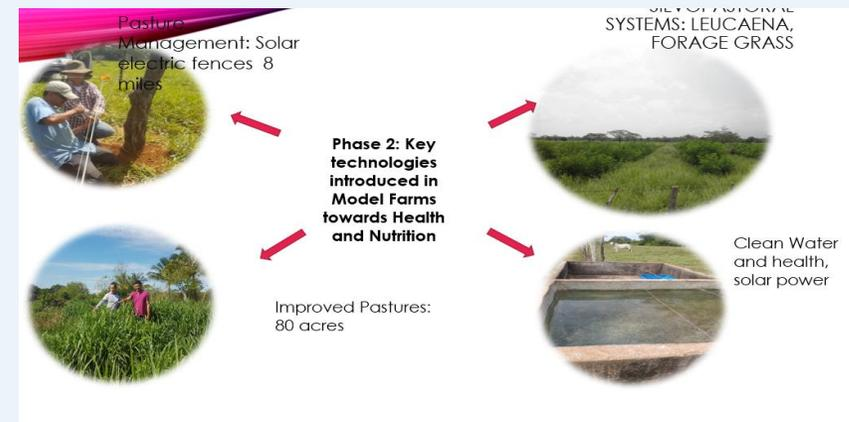 Pasture
Management: Solar
electric fences 8
miles
SILVOPASTORAL
SYSTEMS: LEUCAENA,
FORAGE GRASS
Phase 2: Key
technologies
introduced in
Model Farms
towards Health
and Nutrition
Clean Water
and health,
solar power
Improved Pastures:
80 acres